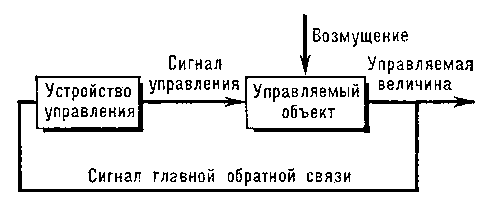 Возмущение
Сигнал
управления
Управляемая
величина
Устройство
управления
Управляемый
объект
Сигнал главной обратной связи